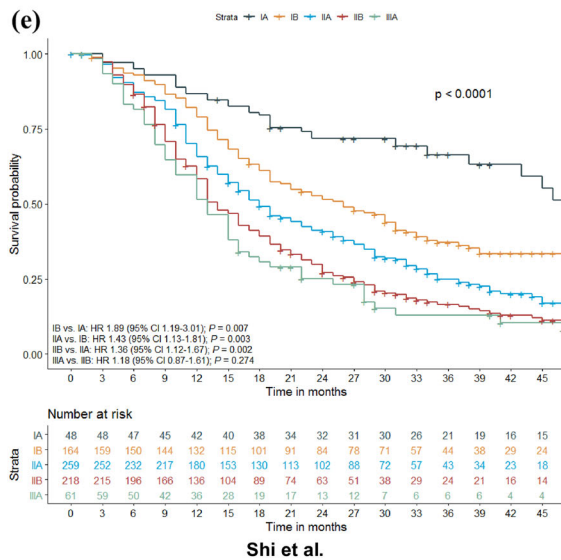 (e)
Strata IA IB IIA IIB IIIA
1.00
0.75
0.50
0.25
0.00
Survival probability
p < 0.0001
IB vs. IA: HR 1.89 (95% CI 1.19-3.01); P = 0.007
IIA vs. IB: HR 1.43 (95% CI 1.13-1.81); P = 0.003
IIB vs. IIA: HR 1.36 (95% CI 1.12-1.67); P = 0.002
IIIA vs. IIB: HR 1.18 (95% CI 0.87-1.61); P = 0.274
0 3 6 9 12 15 18 21 24 27 30 33 36 39 42 45
Time in months
Number at risk
Strata
IA 48 48 47 45 42 40 38 34 32 31 30 26 21 19 16 15
IB 164 159 150 144 132 115 101 91 84 78 71 57 44 38 29 24
IIA 259 252 232 217 180 153 130 113 102 88 72 57 43 34 23 18
IIB 218 215 196 166 136 104 89 74 63 51 38 29 24 21 16 14
IIIA 61 59 50 42 36 28 19 17 13 12 7 6 6 6 4 4
0 3 6 9 12 15 18 21 24 27 30 33 36 39 42 45
Time in months
Shi et al.